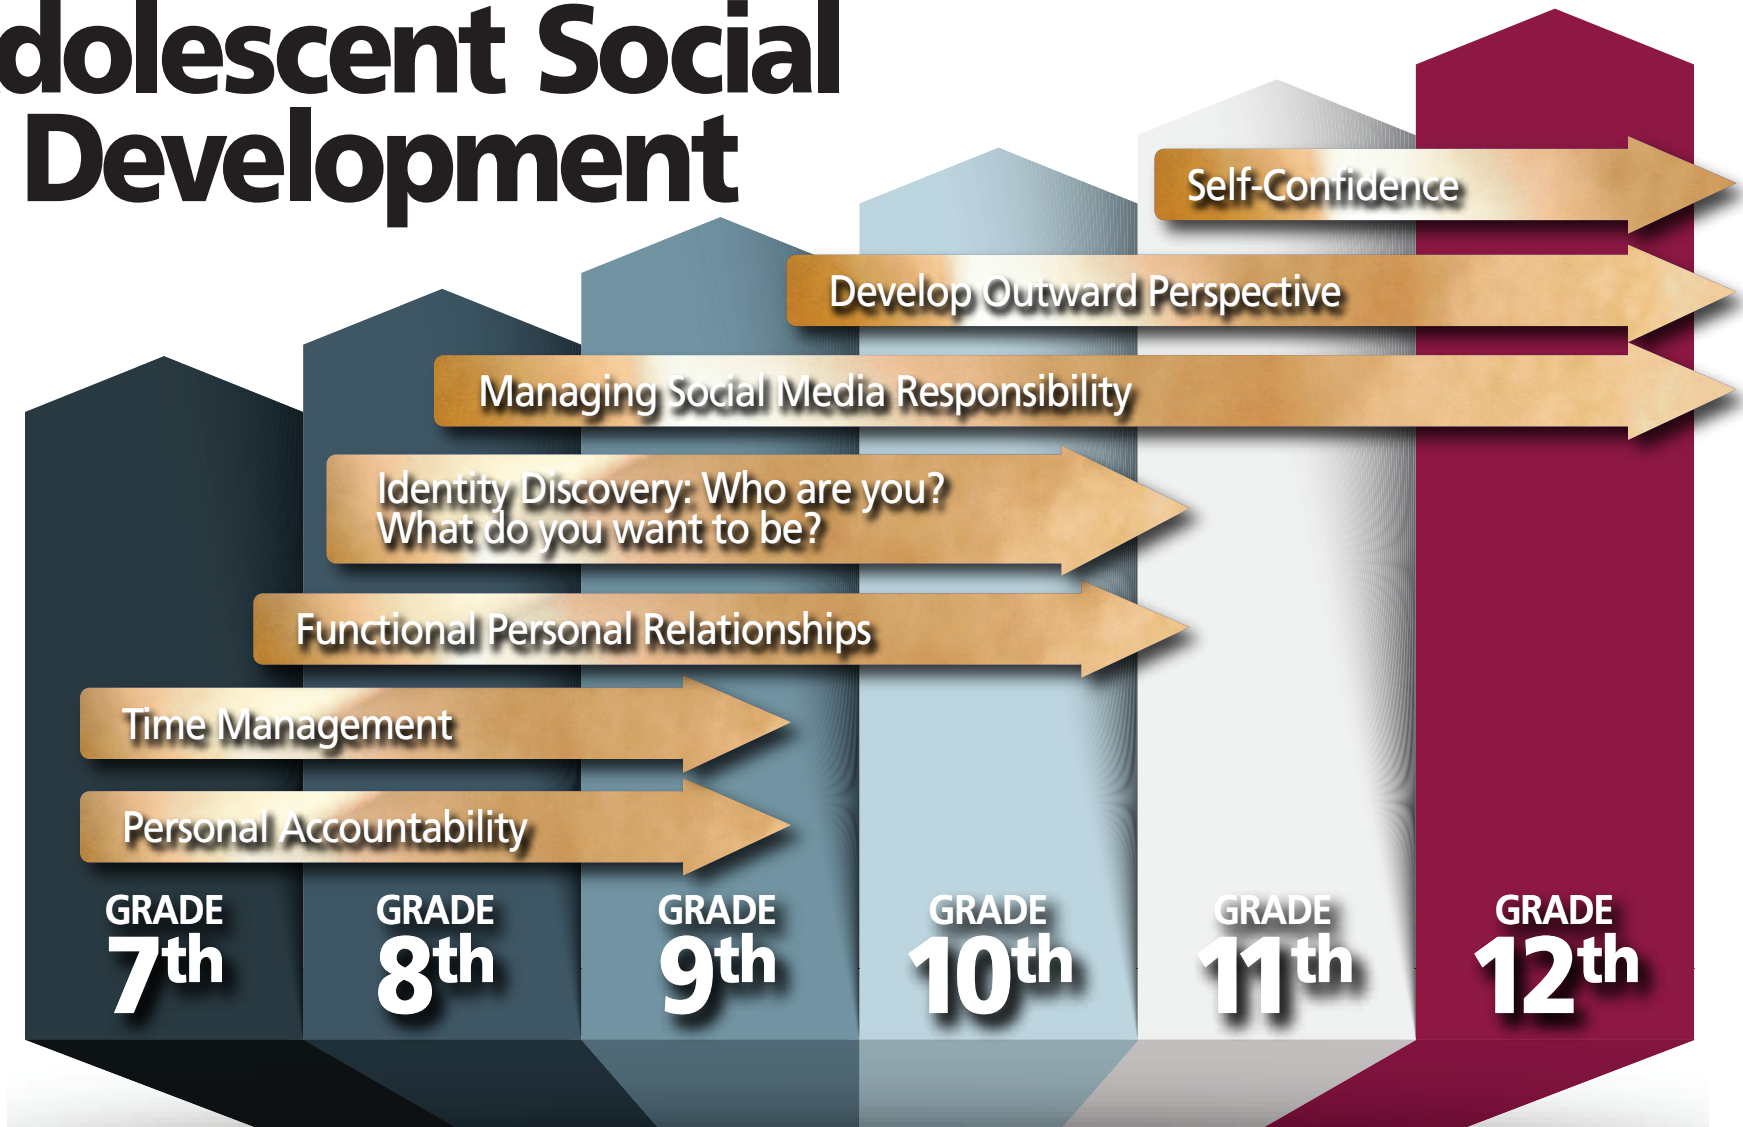 dolescent Social
Development
Self-Confidence
Develop Outward Perspective
Managing Social Media Responsibility
Identity Discovery: Who are you?
What do you want to be?
Functional Personal Relationships
Time Management
Personal Accountability
GRADE
7th
GRADE
8th
GRADE
9th
GRADE
10th
GRADE
11th
GRADE
12th